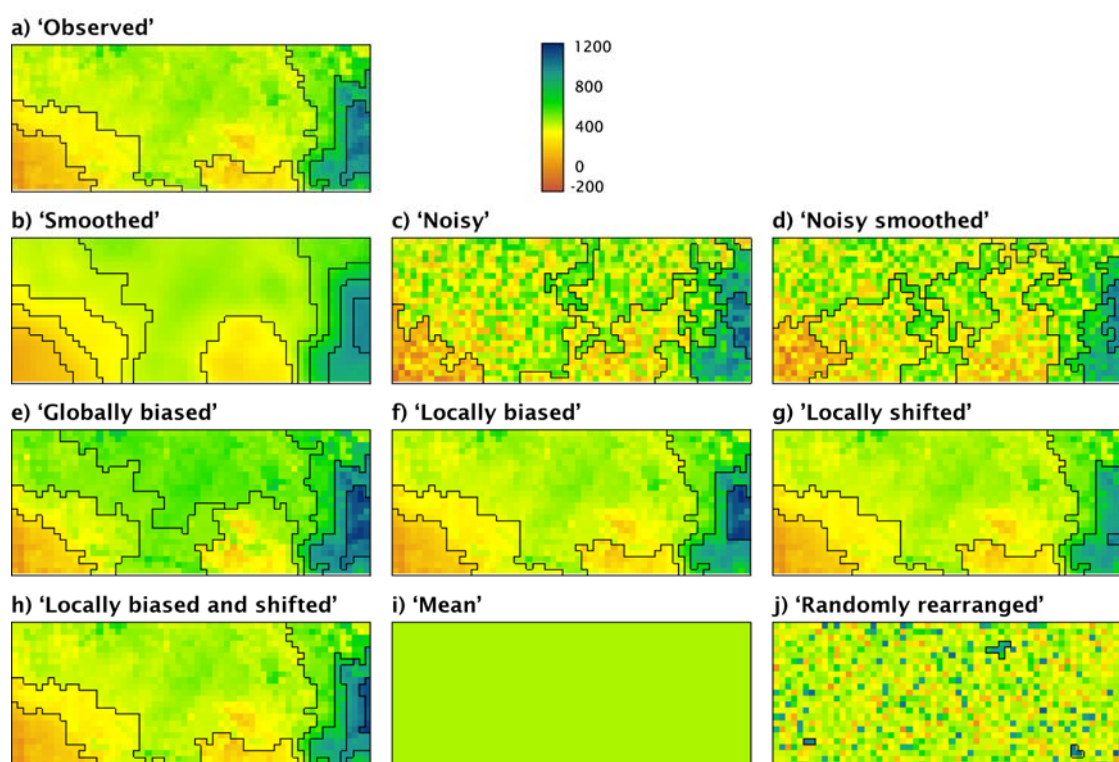 a) ‘Observed’
1200
800
400
0
-200
b) ‘Smoothed’
c) ‘Noisy’
d) ‘Noisy smoothed’
e) ‘Globally biased’
f) ‘Locally biased’
g) ’Locally shifted’
h) ‘Locally biased and shifted’
i) ‘Mean’
j) ‘Randomly rearranged’